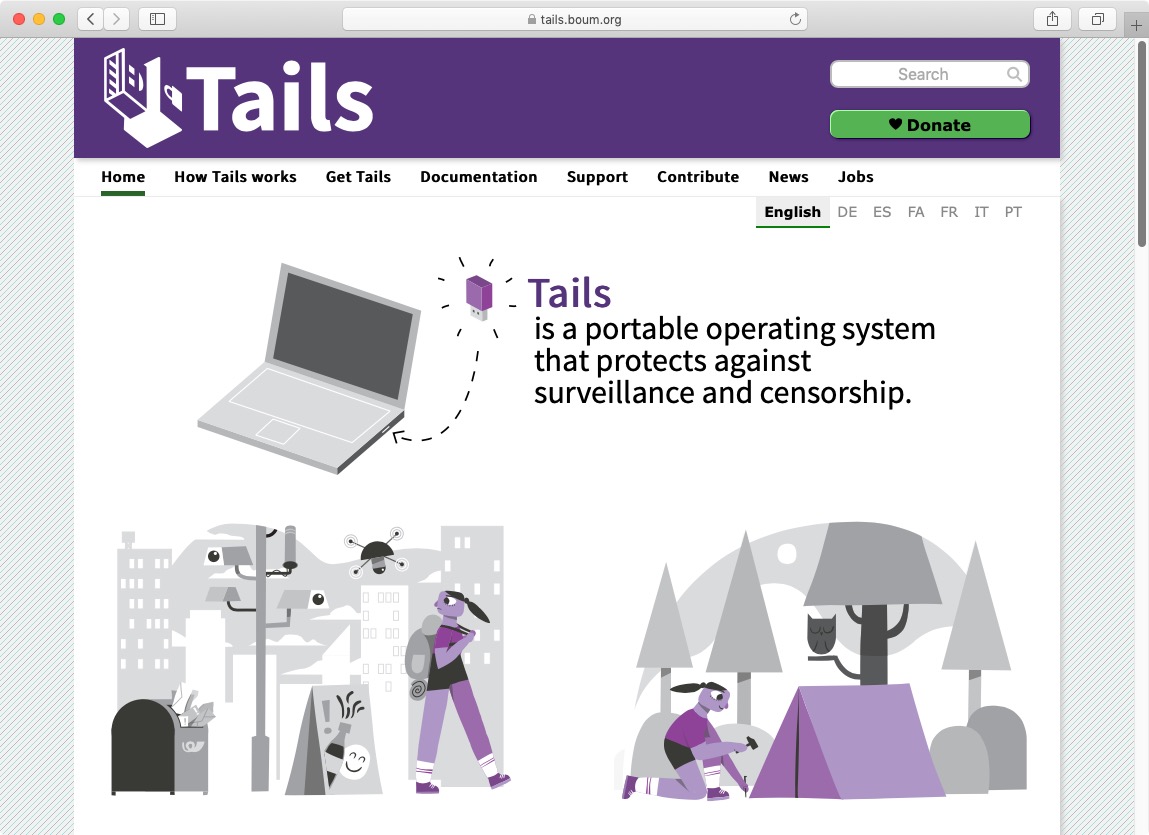 tails.boum.org
Tails
Search
Donate
Home How Tails works Get Tails Documentation Support Contribute News Jobs
English DE ES FA FR IT PT
Tails
is a portable operating system
that protects against
surveillance and censorship.